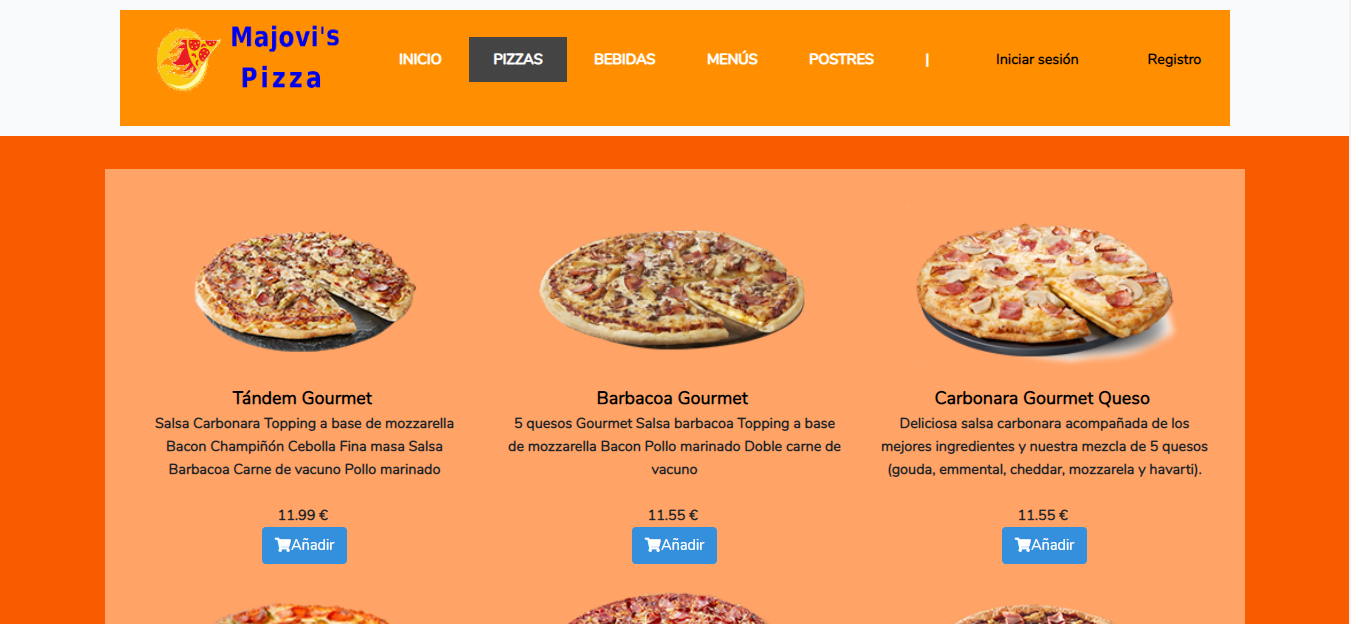 Majovi's
Pizza
INICIO
PIZZAS
BEBIDAS
MENÚS
POSTRES
|
Iniciar sesión
Registro
Tándem Gourmet
Salsa Carbonara Topping a base de mozzarella
Bacon Champiñón Cebolla Fina masa Salsa
Barbacoa Carne de vacuno Pollo marinado
11.99 €
Añadir
Barbacoa Gourmet
5 quesos Gourmet Salsa barbacoa Topping a base
de mozzarella Bacon Pollo marinado Doble carne de
vacuno
11.55 €
Añadir
Carbonara Gourmet Queso
Deliciosa salsa carbonara acompañada de los
mejores ingredientes y nuestra mezcla de 5 quesos
(gouda, emmental, cheddar, mozzarela y havarti).
11.55 €
Añadir